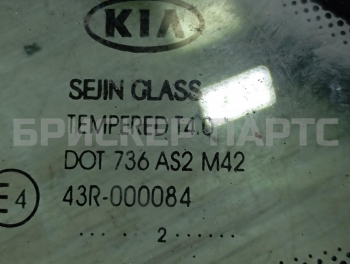 KIA
SEJIN GLASS
TEMPERED T4.0
БРИСКЕР-ПАРТС
DOT 736 AS2 M42
E4 43R-000084
...... 2 ......